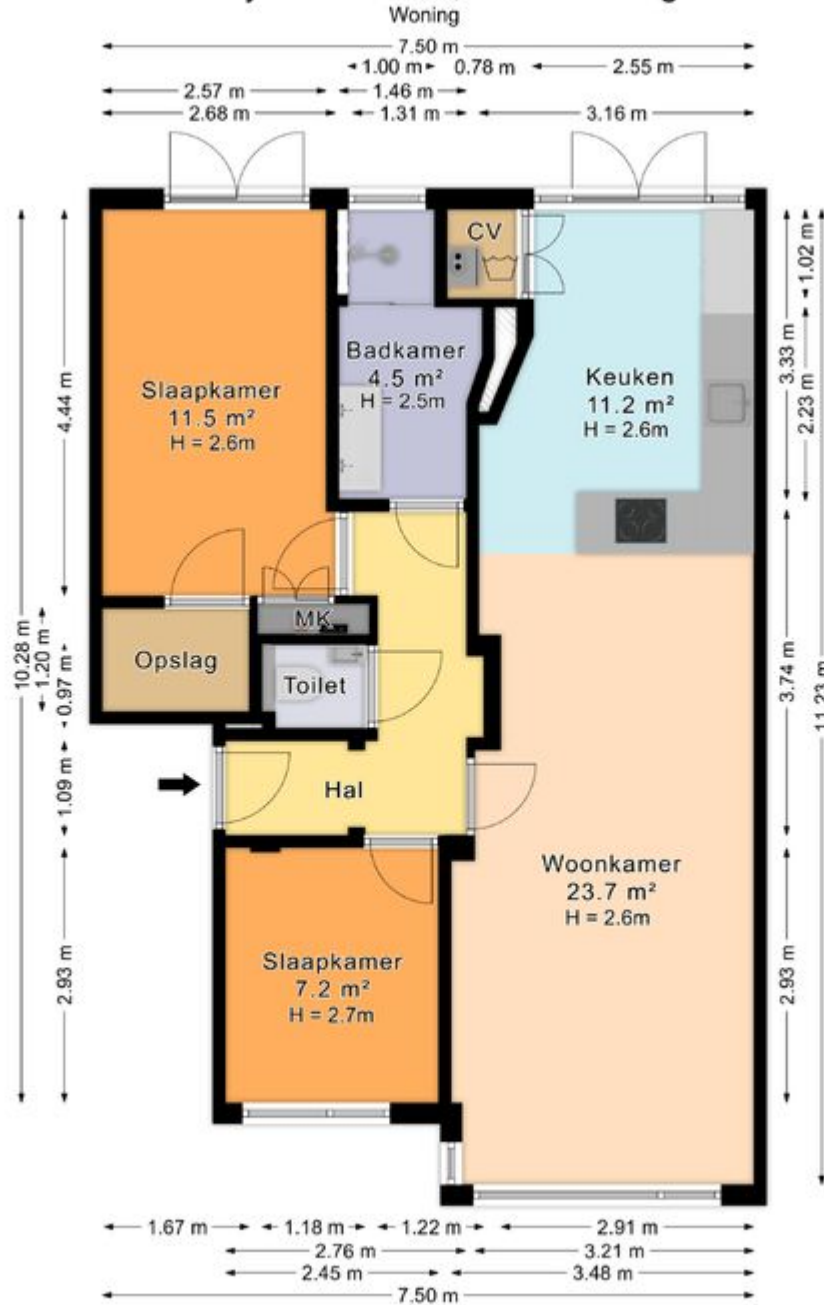 Woning
7.50 m
1.00 m 0.78 m 2.55 m
2.57 m 1.46 m
2.68 m 1.31 m 3.16 m
CV
1.02 m
3.33 m
2.23 m
4.44 m
Slaapkamer
11.5 m²
H = 2.6m
Badkamer
4.5 m²
H = 2.5m
Keuken
11.2 m²
H = 2.6m
MK
Opslag
Toilet
10.28 m
1.20 m
0.97 m
3.74 m
11.23 m
1.09 m
Hal
Woonkamer
23.7 m²
H = 2.6m
Slaapkamer
7.2 m²
H = 2.7m
2.93 m
2.93 m
1.67 m 1.18 m 1.22 m 2.91 m
2.76 m 3.21 m
2.45 m 3.48 m
7.50 m